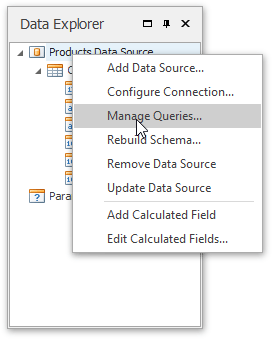 Data Explorer
Products Data Source
Add Data Source...
Configure Connection...
Manage Queries...
Rebuild Schema...
Remove Data Source
Update Data Source
Add Calculated Field
Edit Calculated Fields...
Para